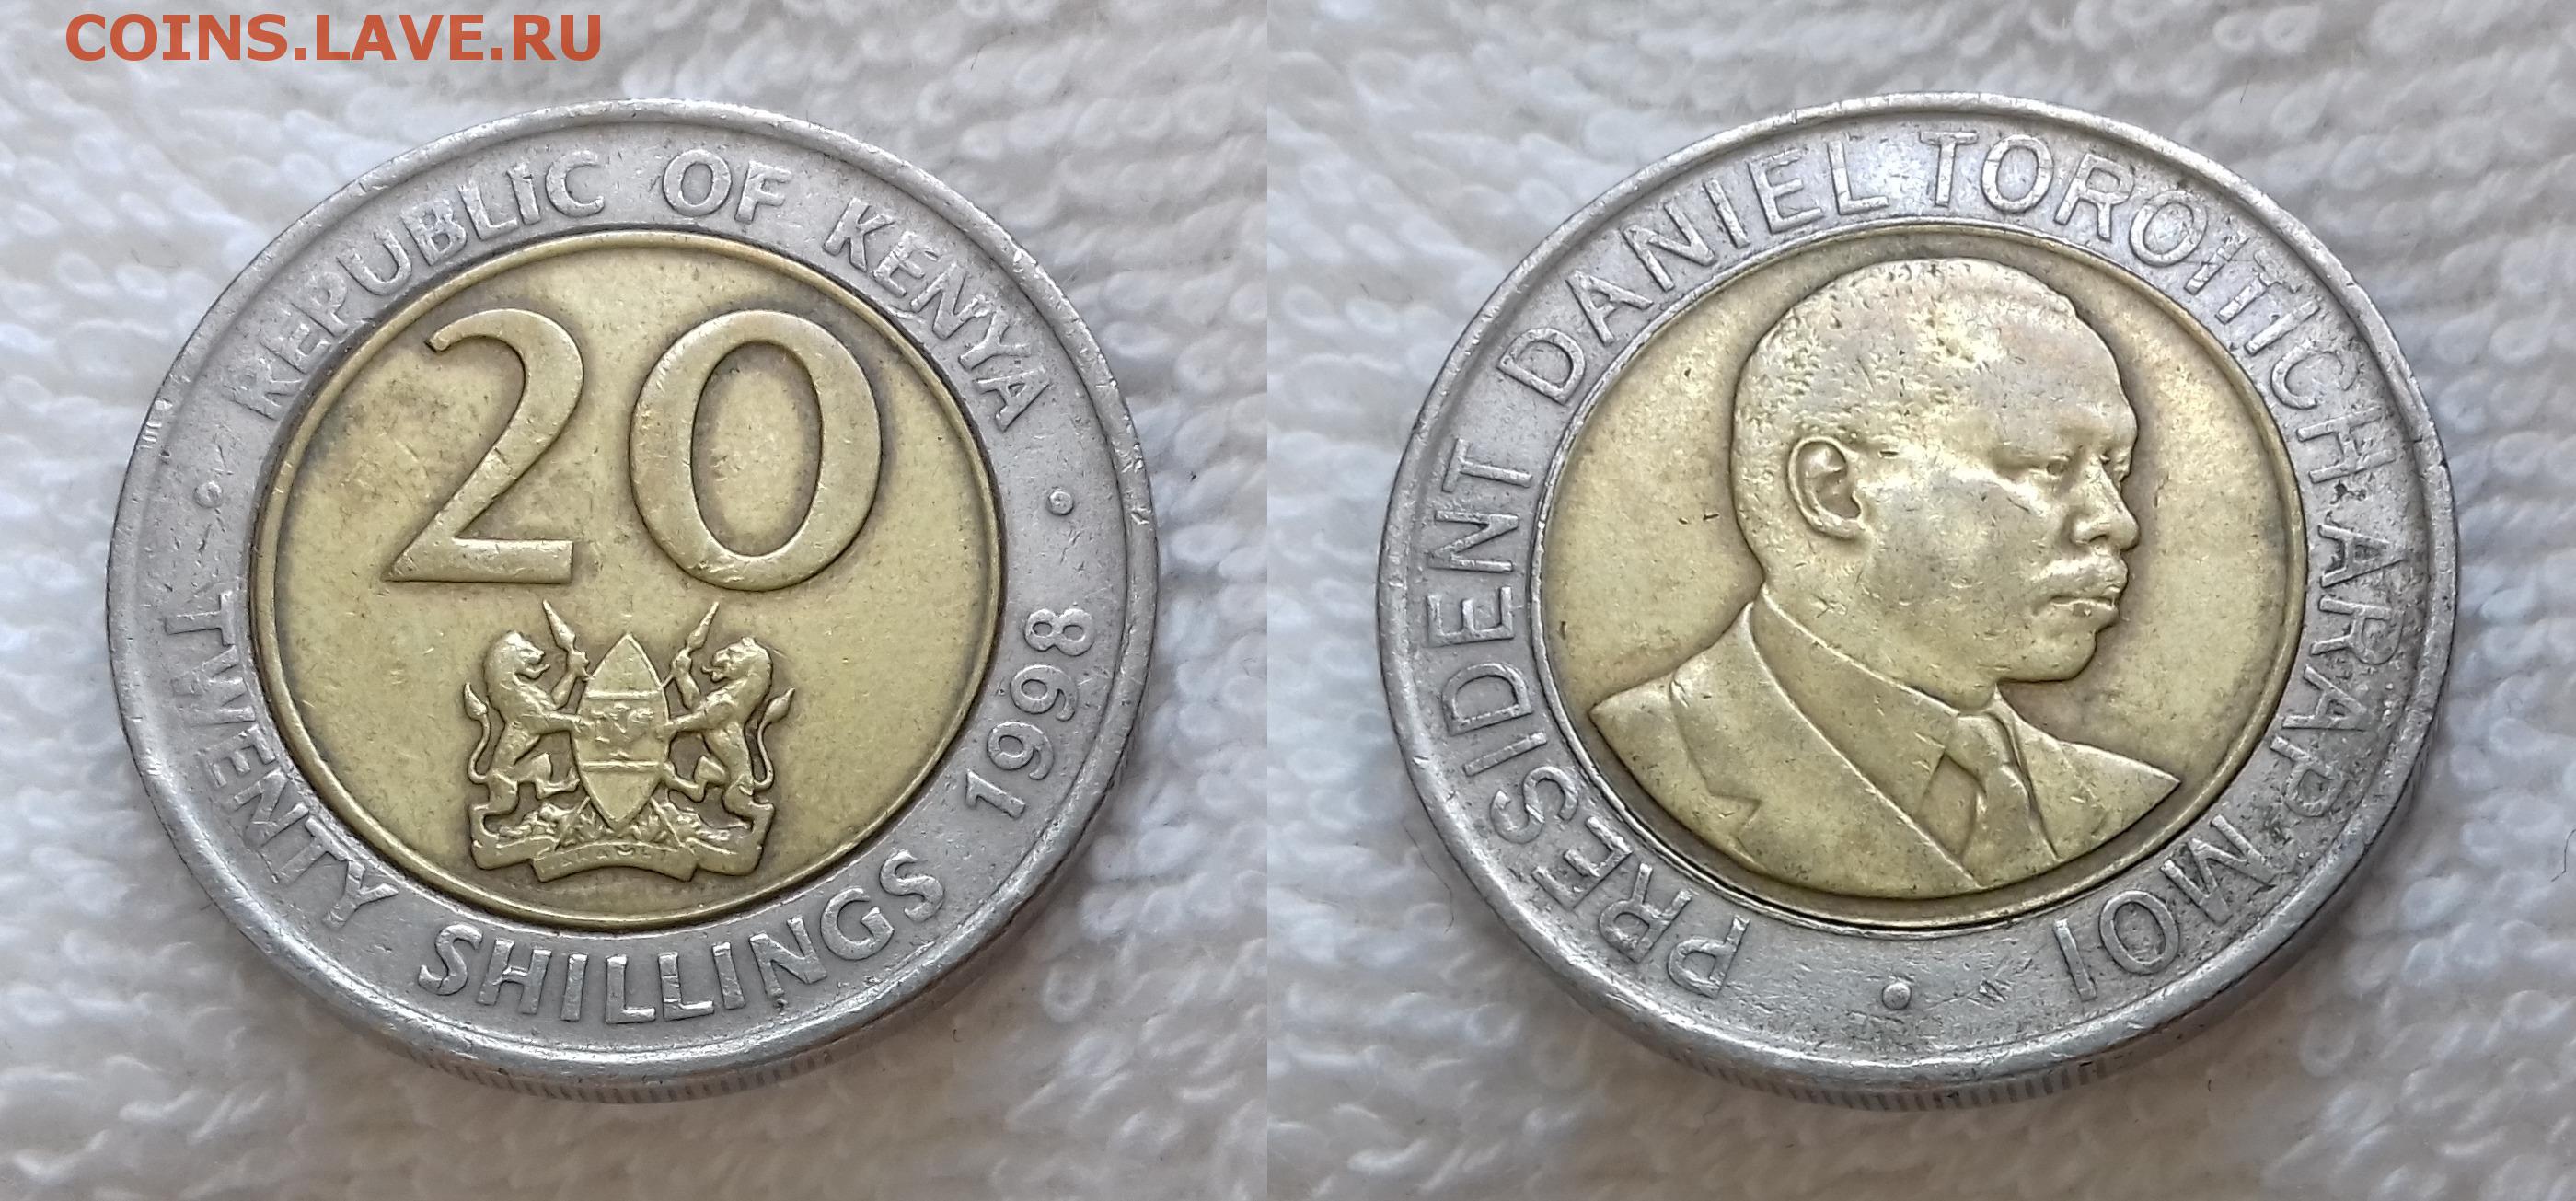 COINS.LAVE.RU
REPUBLIC OF KENYA
20
TWENTY SHILLINGS 1998
PRESIDENT DANIEL TOROITICH ARAP MOI